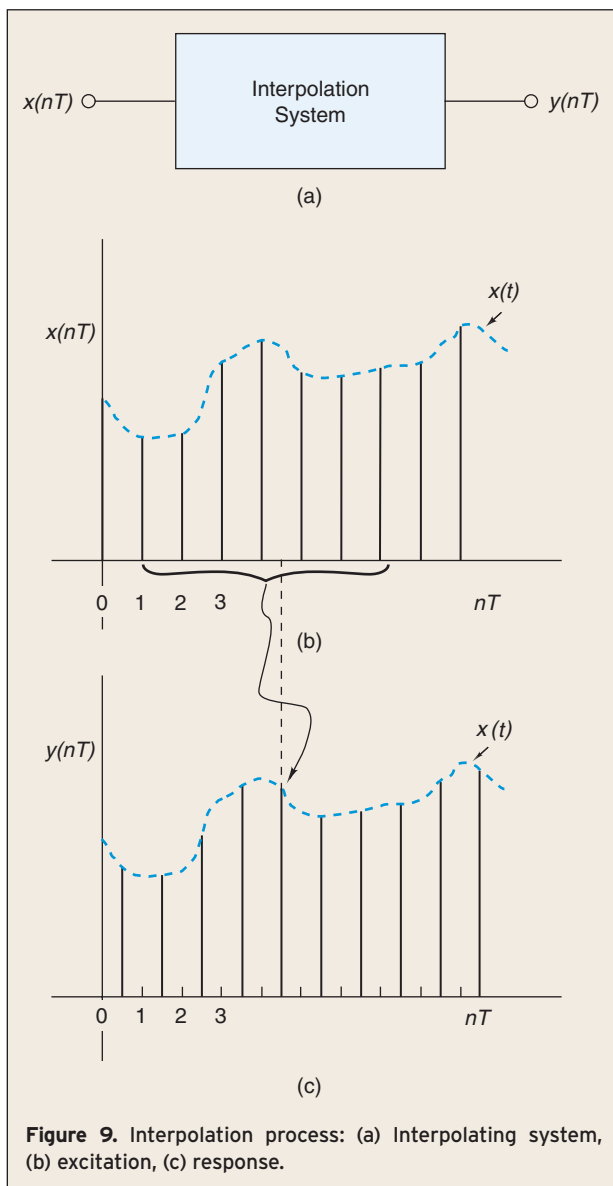 x(nT)
Interpolation
System
y(nT)
(a)
x(t)
x(nT)
0 1 2 3 nT
(b)
x(t)
y(nT)
0 1 2 3 nT
(c)
Figure 9. Interpolation process: (a) Interpolating system,
(b) excitation, (c) response.